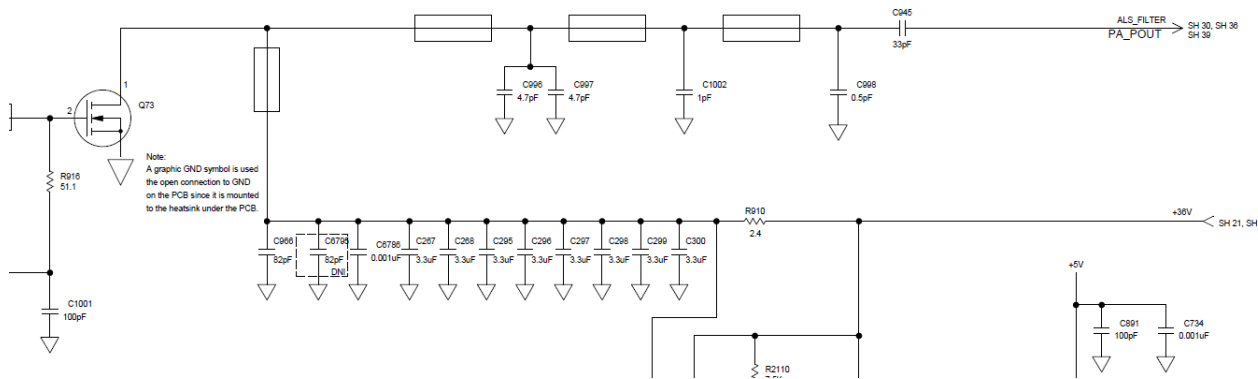 C945
33pF
ALS_FILTER
PA_POUT
SH 30, SH 36
SH 39
1
2
Q73
C996
4.7pF
C997
4.7pF
C1002
1pF
C998
0.5pF
R916
51.1
Note:
A graphic GND symbol is used
the open connection to GND
on the PCB since it is mounted
to the heatsink under the PCB.
R910
2.4
+36V
SH 21, SH
C966
82pF
C6795
82pF
DNI
C6786
0.001uF
C267
3.3uF
C268
3.3uF
C295
3.3uF
C296
3.3uF
C297
3.3uF
C298
3.3uF
C299
3.3uF
C300
3.3uF
C1001
100pF
+5V
C891
100pF
C734
0.001uF
R2110